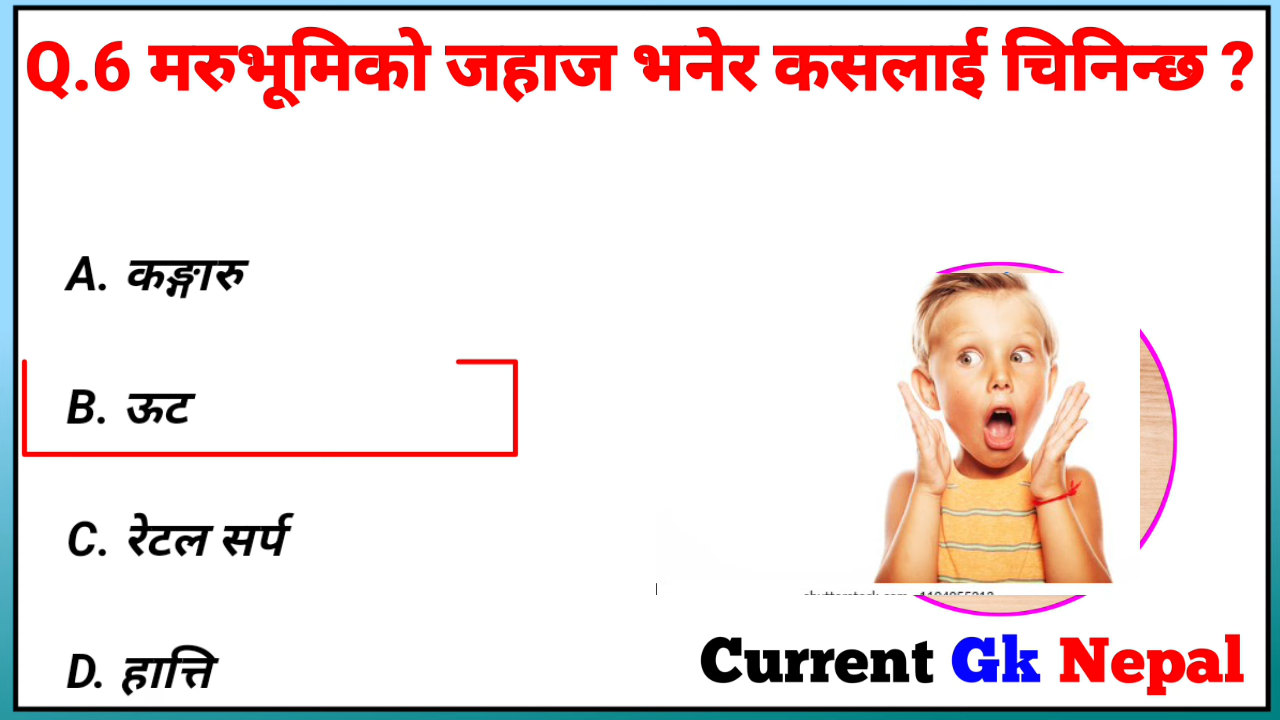 Q.6 मरुभूमिको जहाज भनेर कसलाई चिनिन्छ ?
A. कङ्गारु
B. ऊट
C. रेटल सर्प
D. हात्ति
Current Gk Nepal